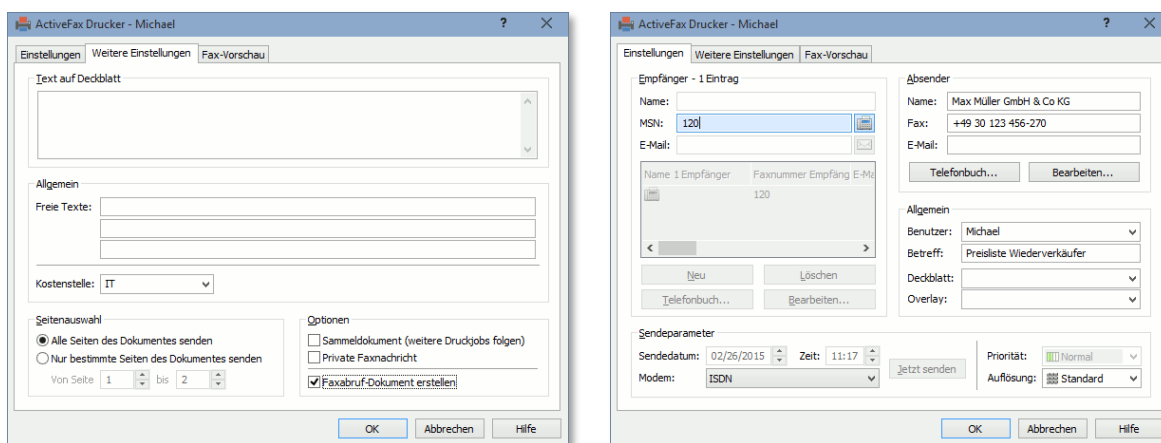 ActiveFax Drucker - Michael ?
Einstellungen Weitere Einstellungen Fax-Vorschau
Text auf Deckblatt
Allgemein
Freie Texte:
Kostenstelle: IT
Seitenauswahl
Alle Seiten des Dokumentes senden
Nur bestimmte Seiten des Dokumentes senden
Von Seite 1 bis 2
Optionen
Sammeldokument (weitere Druckjobs folgen)
Private Faxnachricht
Faxabruf-Dokument erstellen
OK Abbrechen Hilfe
ActiveFax Drucker - Michael ?
Einstellungen Weitere Einstellungen Fax-Vorschau
Empfänger - 1 Eintrag
Name:
MSN: 120
E-Mail:
Name 1 Empfänger Faxnummer Empfäng E-Ma
120
Neu Löschen
Telefonbuch... Bearbeiten...
Absender
Name: Max Müller GmbH & Co KG
Fax: +49 30 123 456-270
E-Mail:
Telefonbuch... Bearbeiten...
Allgemein
Benutzer: Michael
Betreff: Preisliste Wiederverkäufer
Deckblatt:
Overlay:
Sendeparameter
Sendedatum: 02/26/2015 Zeit: 11:17
Modem: ISDN
Jetzt senden
Priorität: Normal
Auflösung: Standard
OK Abbrechen Hilfe